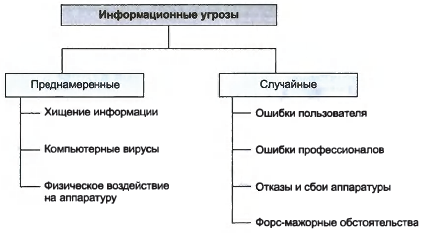 Информационные угрозы
Преднамеренные
Хищение информации
Компьютерные вирусы
Физическое воздействие
на аппаратуру
Случайные
Ошибки пользователя
Ошибки профессионалов
Отказы и сбои аппаратуры
Форс-мажорные обстоятельства